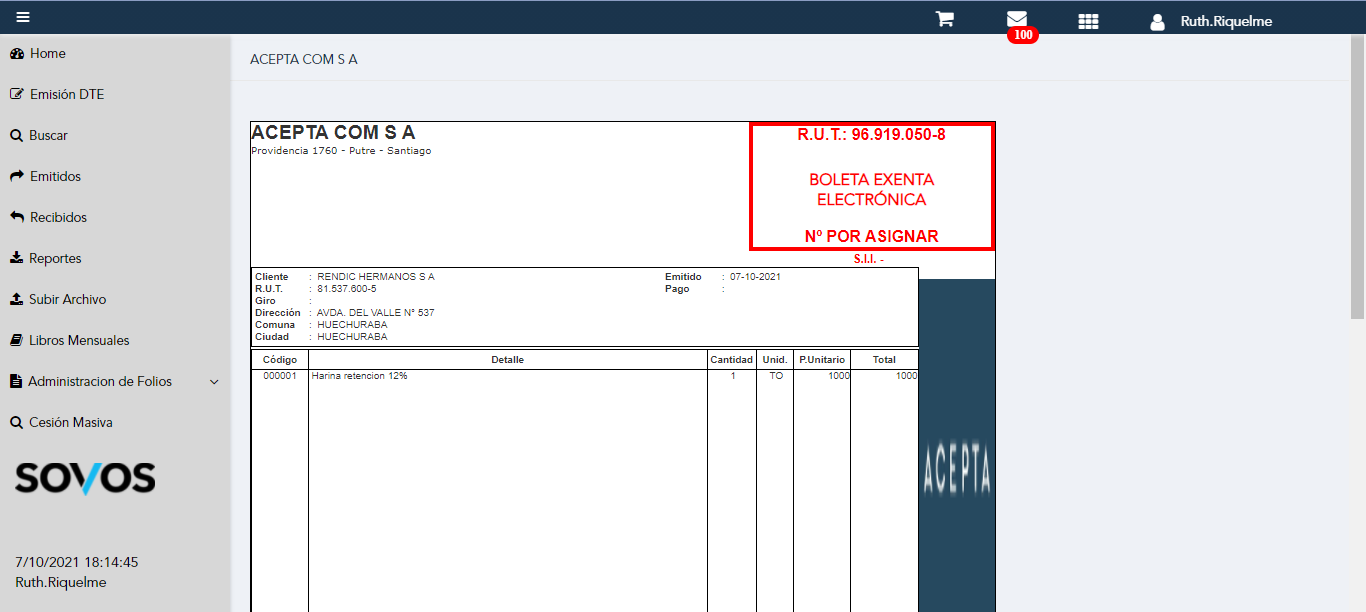 Ruth.Riquelme
100
Home
Emisión DTE
Buscar
Emitidos
Recibidos
Reportes
Subir Archivo
Libros Mensuales
Administracion de Folios
Cesión Masiva
SOVOS
7/10/2021 18:14:45
Ruth.Riquelme
ACEPTA COM S A
ACEPTA COM S A
Providencia 1760 - Putre - Santiago
R.U.T.: 96.919.050-8
BOLETA EXENTA
ELECTRÓNICA
Nº POR ASIGNAR
S.I.I. -
Cliente : RENDIC HERMANOS S A Emitido : 07-10-2021
R.U.T. : 81.537.600-5 Pago :
Giro :
Dirección : AVDA. DEL VALLE N° 537
Comuna : HUECHURABA
Ciudad : HUECHURABA
Código Detalle Cantidad Unid. P.Unitario Total
000001 Harina retencion 12% 1 TO 1000 1000
ACEPTA